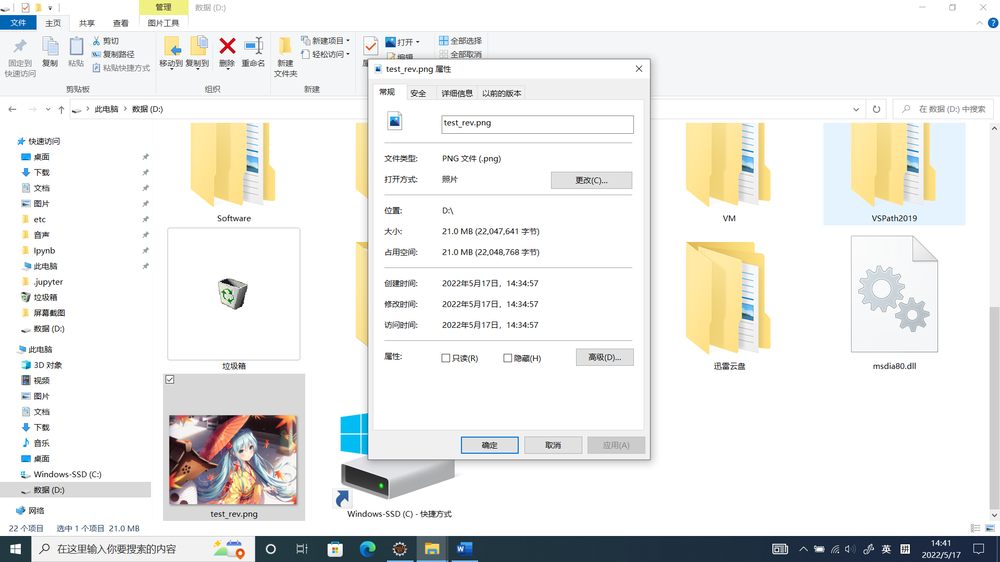 管理
数据 (D:)
文件
主页
共享
查看
图片工具
固定到
快速访问
复制
粘贴
剪切
复制路径
粘贴快捷方式
剪贴板
移动到
复制到
删除
重命名
组织
新建
文件夹
新建项目
轻松访问
新建
打开
编辑
全部选择
全部取消
此电脑
数据 (D:)
在 数据 (D:) 中搜索
快速访问
桌面
下载
文档
图片
etc
音声
Ipynb
此电脑
.jupyter
垃圾箱
屏幕截图
数据 (D:)
此电脑
3D 对象
视频
图片
文档
下载
音乐
桌面
Windows-SSD (C:)
数据 (D:)
网络
Software
VM
VSPath2019
垃圾箱
迅雷云盘
msdia80.dll
test_rev.png
Windows-SSD (C) - 快捷方式
test_rev.png 属性
常规
安全
详细信息
以前的版本
test_rev.png
文件类型: PNG 文件 (.png)
打开方式: 照片
更改(C)...
位置: D:\
大小: 21.0 MB (22,047,641 字节)
占用空间: 21.0 MB (22,048,768 字节)
创建时间: 2022年5月17日，14:34:57
修改时间: 2022年5月17日，14:34:57
访问时间: 2022年5月17日，14:34:57
属性: 只读(R) 隐藏(H)
高级(D)...
确定
取消
应用(A)
22 个项目 选中 1 个项目 21.0 MB
在这里输入你要搜索的内容
英
拼
14:41
2022/5/17